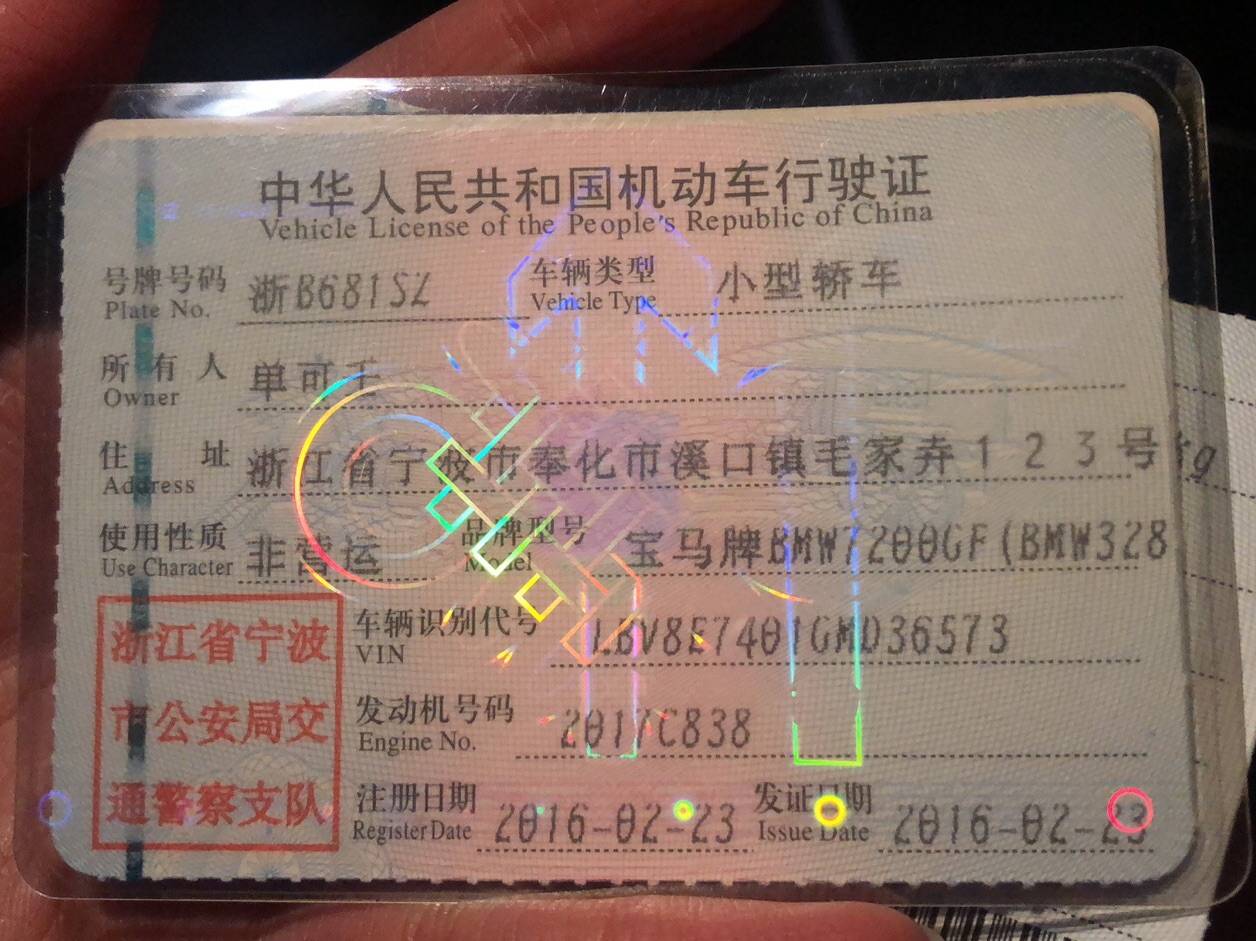 中华人民共和国机动车行驶证
Vehicle License of the People's Republic of China
号牌号码 浙B681SZ 车辆类型 小型轿车
Plate No. Vehicle Type
所有人 单可千
Owner
住址 浙江省宁波市奉化市溪口镇毛家弄123号
Address
使用性质 非营运 品牌型号 宝马牌BMW7200GF(BMW328
Use Character Model
浙江省宁波
市公安局交
通警察支队
车辆识别代号 LBV8E7401GMD36573
VIN
发动机号码 2017C838
Engine No.
注册日期 2016-02-23 发证日期 2016-02-23
Register Date Issue Date